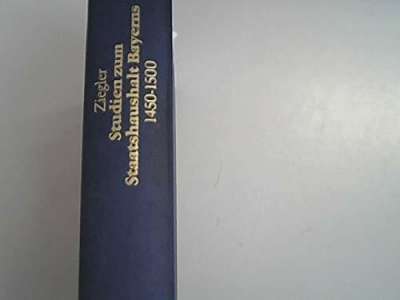 Ziegler
Studien zum
Staatshaushalt Bayerns
1450-1500